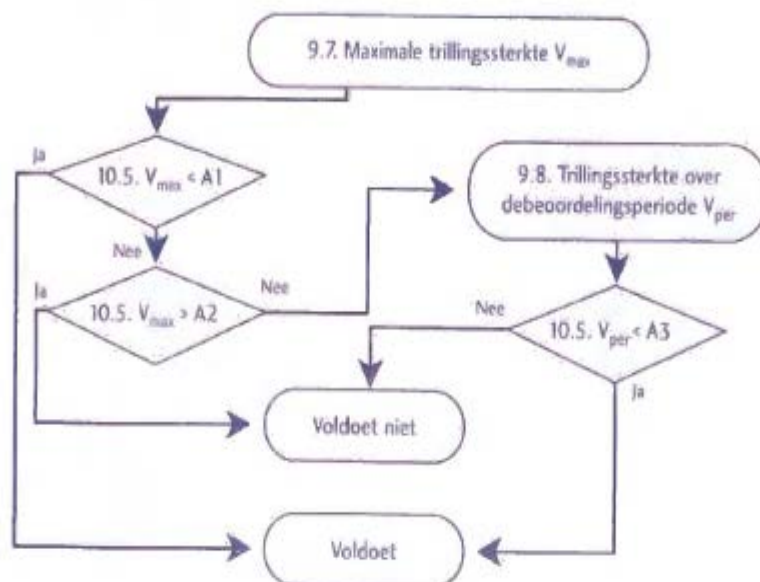 9.7. Maximale trillingssterkte Vmax
Ja
10.5. Vmax < A1
9.8. Trillingssterkte over
debeoordelingsperiode Vper
Nee
Ja
10.5. Vmax > A2
Nee
Nee
10.5. Vper < A3
Ja
Voldoet niet
Voldoet